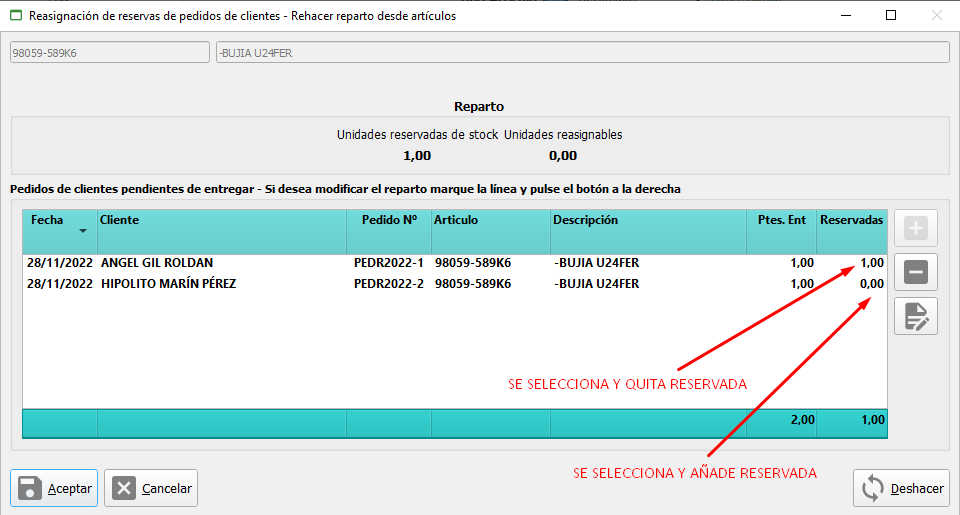 Reasignación de reservas de pedidos de clientes - Rehacer reparto desde artículos
98059-589K6 -BUJIA U24FER
Reparto
Unidades reservadas de stock Unidades reasignables
1,00 0,00
Pedidos de clientes pendientes de entregar - Si desea modificar el reparto marque la línea y pulse el botón a la derecha
Fecha Cliente Pedido Nº Articulo Descripción Ptes. Ent Reservadas
28/11/2022 ANGEL GIL ROLDAN PEDR2022-1 98059-589K6 -BUJIA U24FER 1,00 1,00
28/11/2022 HIPOLITO MARÍN PÉREZ PEDR2022-2 98059-589K6 -BUJIA U24FER 1,00 0,00
SE SELECCIONA Y QUITA RESERVADA
2,00 1,00
SE SELECCIONA Y AÑADE RESERVADA
Aceptar Cancelar Deshacer